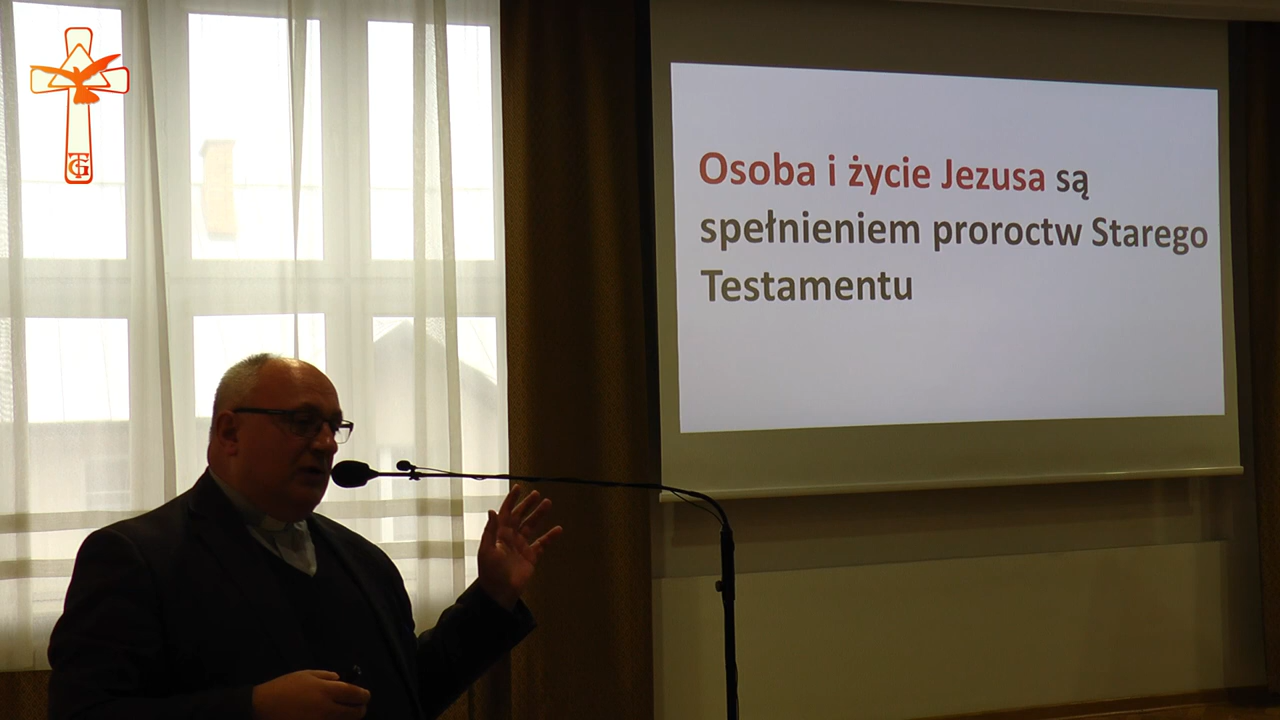 Osoba i życie Jezusa są
spełnieniem proroctw Starego
Testamentu